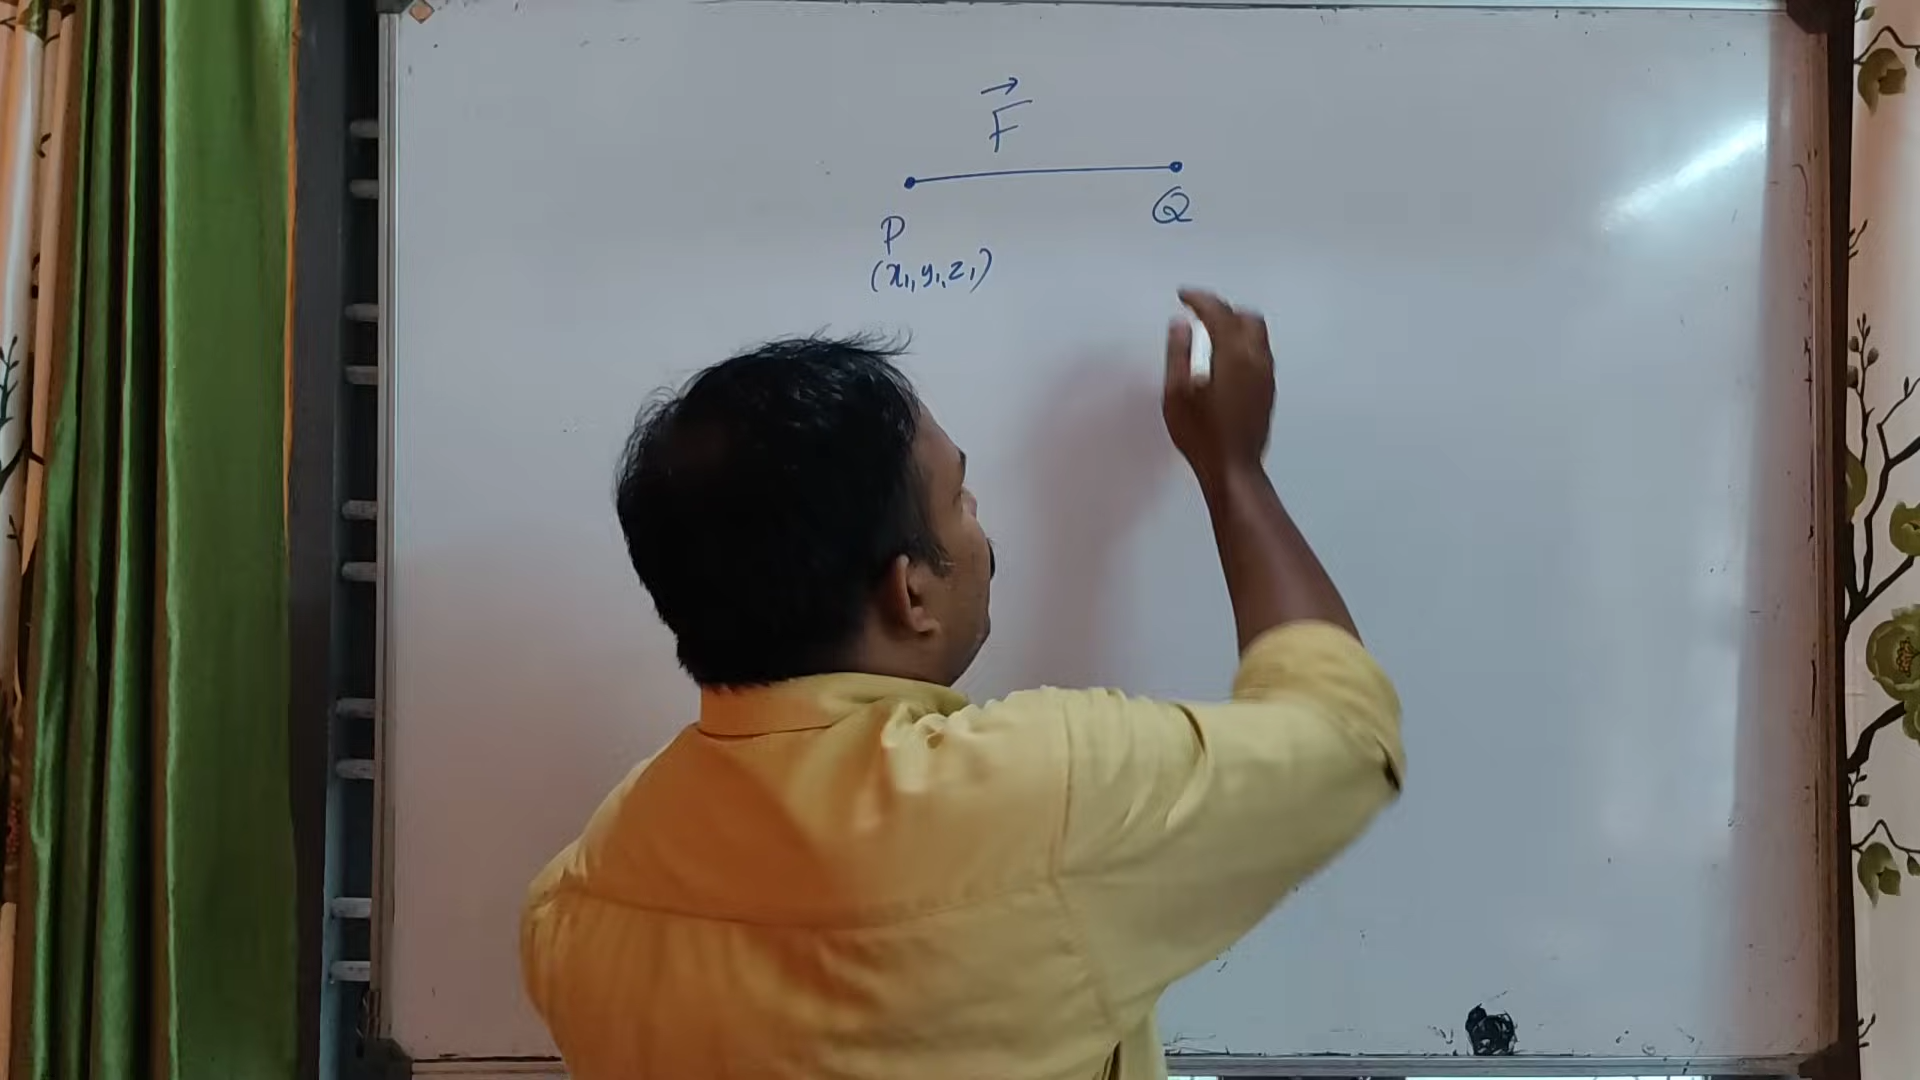 F⃗
P Q
(x₁, y₁, z₁)